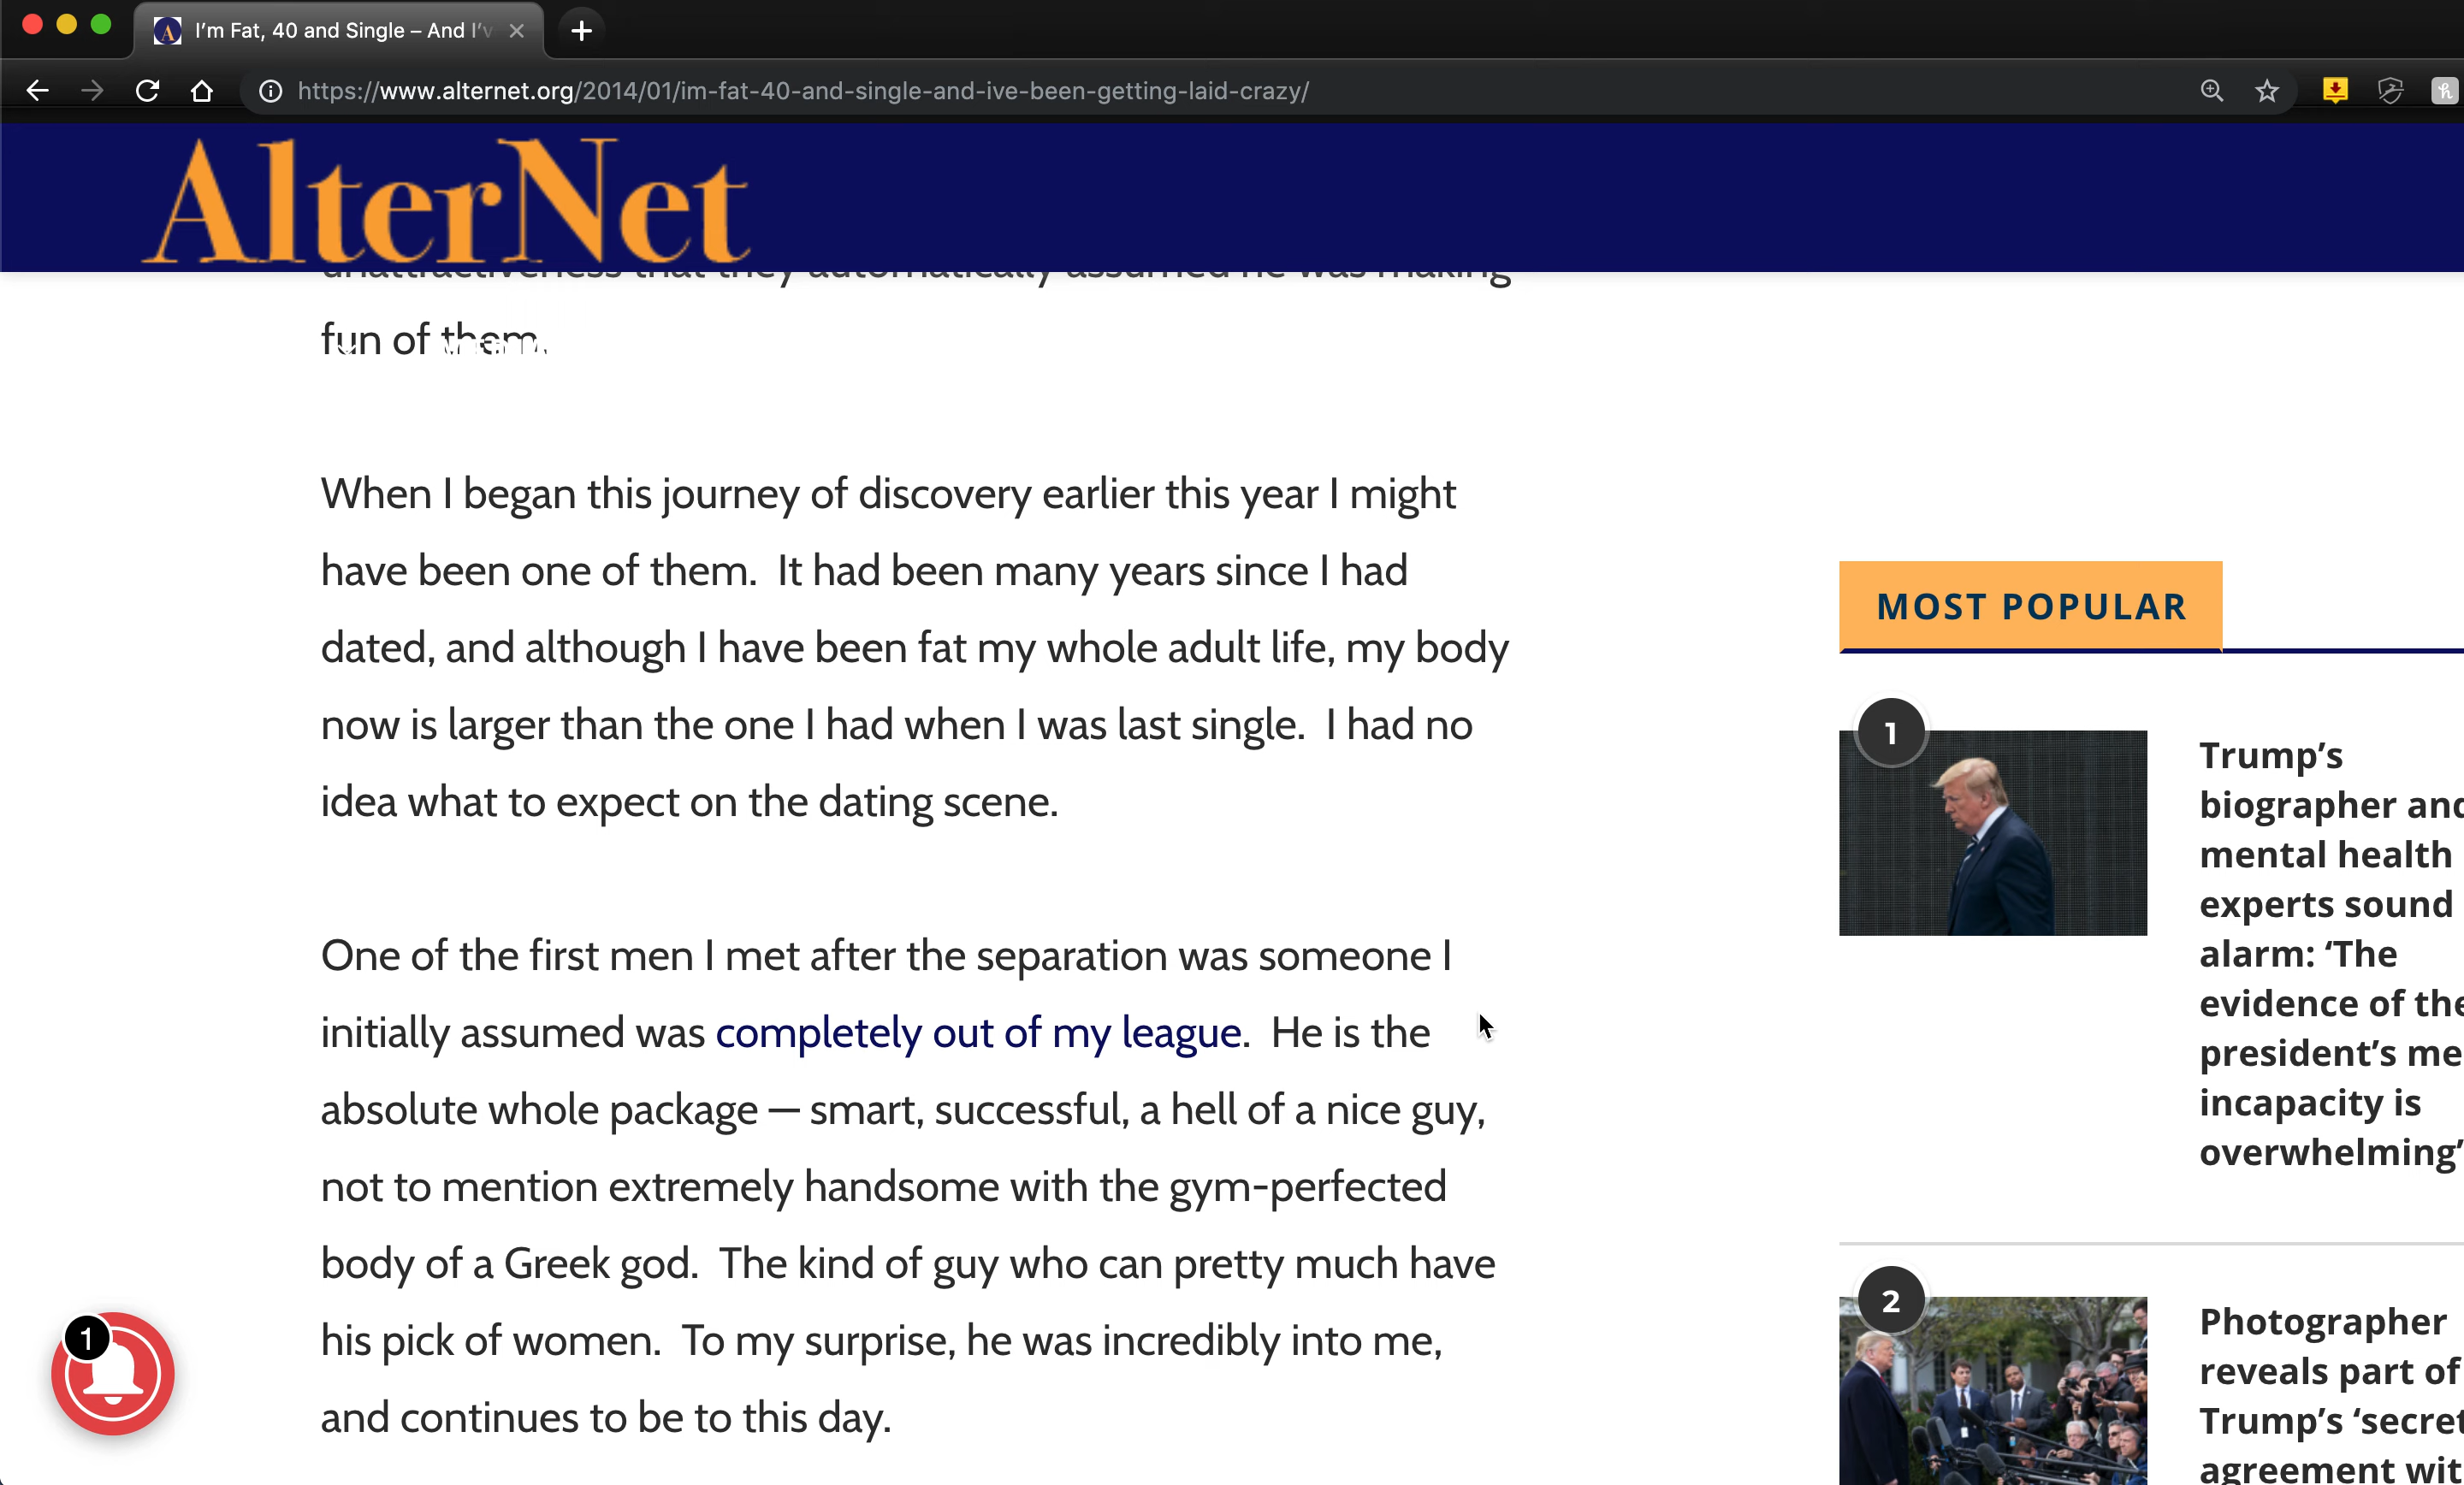 I'm Fat, 40 and Single – And I'v
https://www.alternet.org/2014/01/im-fat-40-and-single-and-ive-been-getting-laid-crazy/
AlterNet
unattractiveness that they automatically assumed he was making
fun of them.
When I began this journey of discovery earlier this year I might
have been one of them. It had been many years since I had
dated, and although I have been fat my whole adult life, my body
now is larger than the one I had when I was last single. I had no
idea what to expect on the dating scene.
One of the first men I met after the separation was someone I
initially assumed was completely out of my league. He is the
absolute whole package — smart, successful, a hell of a nice guy,
not to mention extremely handsome with the gym-perfected
body of a Greek god. The kind of guy who can pretty much have
his pick of women. To my surprise, he was incredibly into me,
and continues to be to this day.
1
MOST POPULAR
1
Trump's
biographer and
mental health
experts sound
alarm: 'The
evidence of the
president's me
incapacity is
overwhelming'
2
Photographer
reveals part of
Trump's 'secret
agreement wit